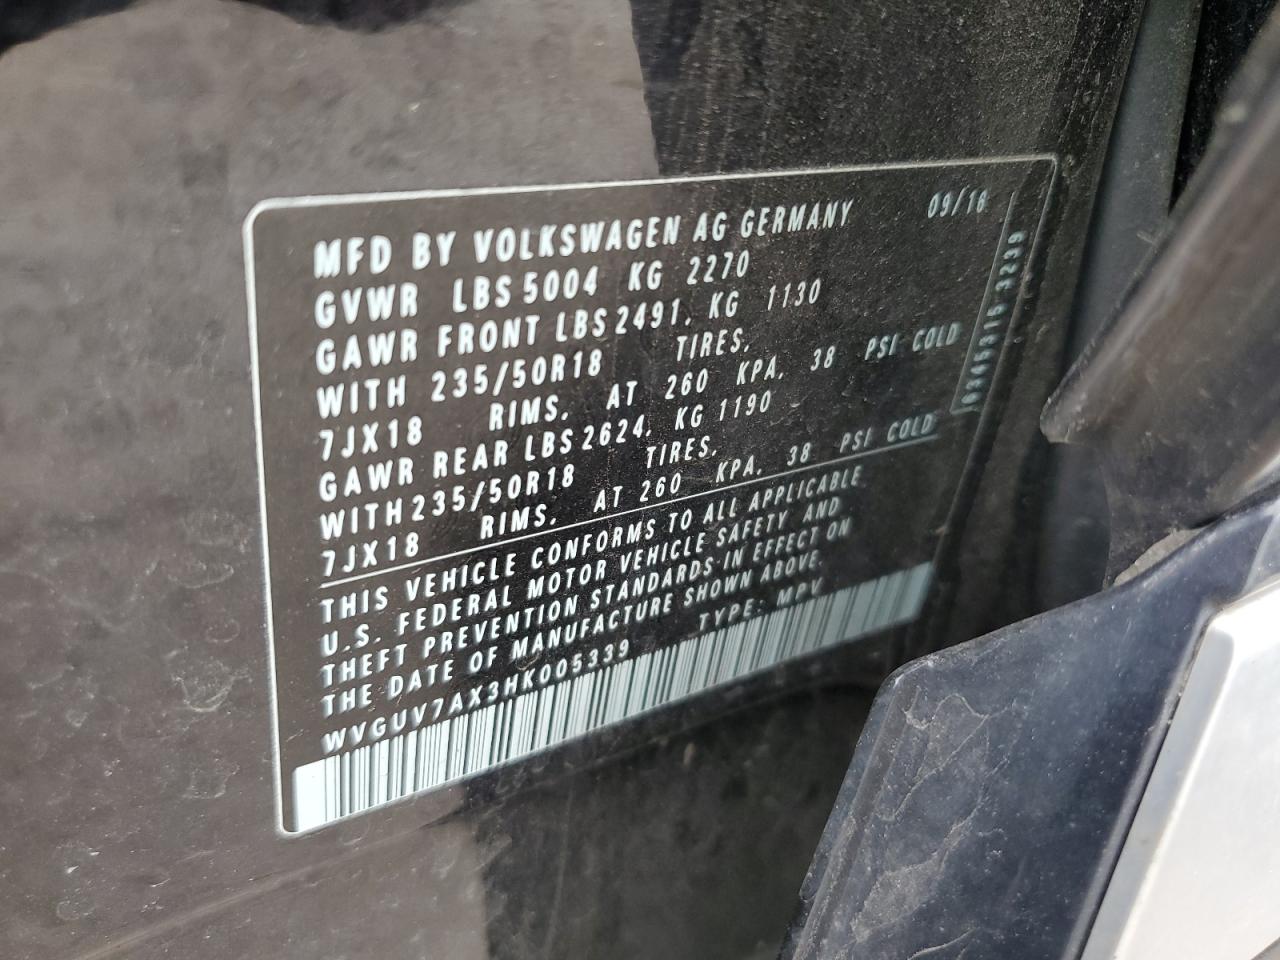 MFD BY VOLKSWAGEN AG GERMANY 09/16
GVWR LBS 5004 KG 2270
GAWR FRONT LBS 2491, KG 1130
WITH 235/50R18 TIRES,
7JX18 RIMS, AT 260 KPA, 38 PSI COLD
GAWR REAR LBS 2624, KG 1190
WITH 235/50R18 TIRES,
7JX18 RIMS, AT 260 KPA, 38 PSI COLD
THIS VEHICLE CONFORMS TO ALL APPLICABLE
U.S. FEDERAL MOTOR VEHICLE SAFETY AND
THEFT PREVENTION STANDARDS IN EFFECT ON
THE DATE OF MANUFACTURE SHOWN ABOVE.
WVGUV7AX3HK005339 TYPE: MPV
3239